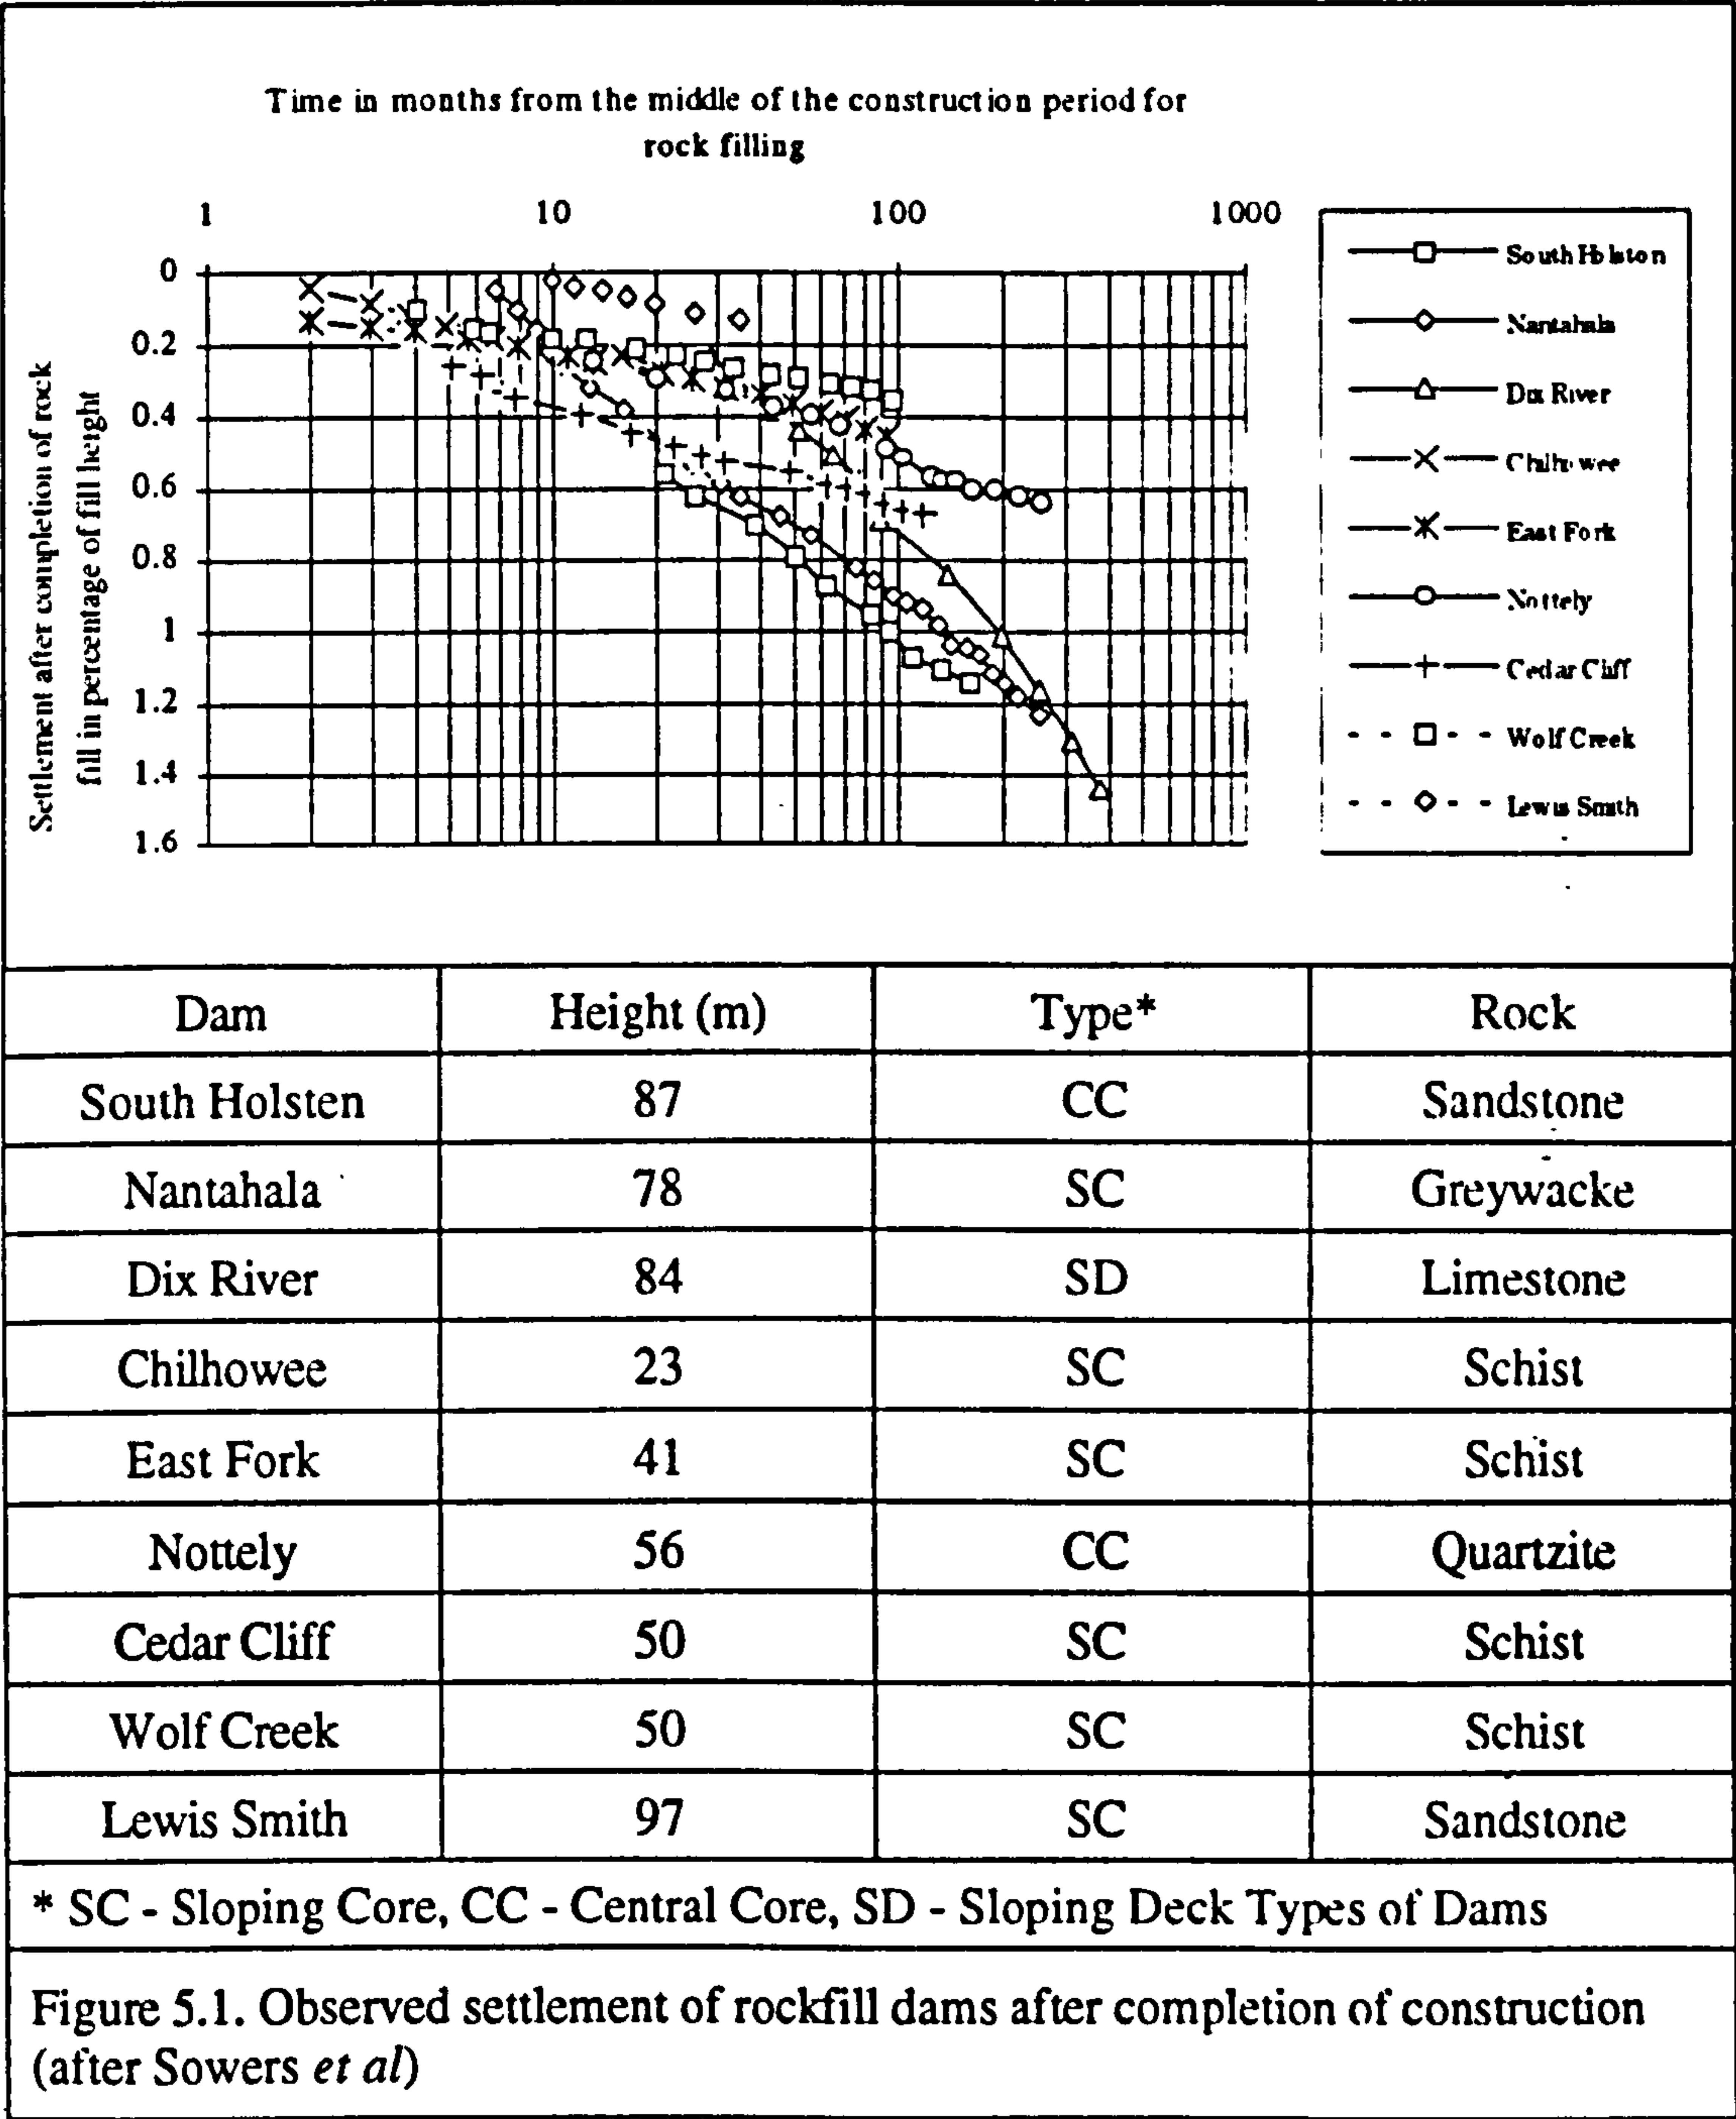 Time in months from the middle of the construction period for
rock filling
1 10 100 1000
Settlement after completion of rock
fill in percentage of fill height
0
0.2
0.4
0.6
0.8
1
1.2
1.4
1.6
South Holston
Nantahala
Dix River
Chilhowee
East Fork
Nottely
Cedar Cliff
Wolf Creek
Lewis Smith
Dam Height (m) Type* Rock
South Holsten 87 CC Sandstone
Nantahala 78 SC Greywacke
Dix River 84 SD Limestone
Chilhowee 23 SC Schist
East Fork 41 SC Schist
Nottely 56 CC Quartzite
Cedar Cliff 50 SC Schist
Wolf Creek 50 SC Schist
Lewis Smith 97 SC Sandstone
* SC - Sloping Core, CC - Central Core, SD - Sloping Deck Types of Dams
Figure 5.1. Observed settlement of rockfill dams after completion of construction
(after Sowers et al)